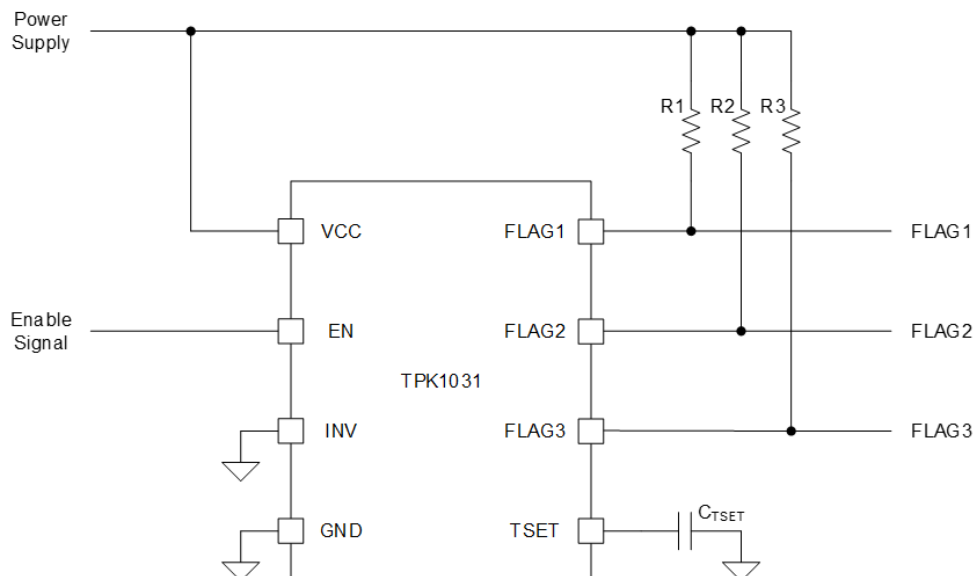 Power
Supply
R1 R2 R3
VCC FLAG1 FLAG1
Enable
Signal
EN FLAG2 FLAG2
TPK1031
INV FLAG3 FLAG3
GND TSET CTSET